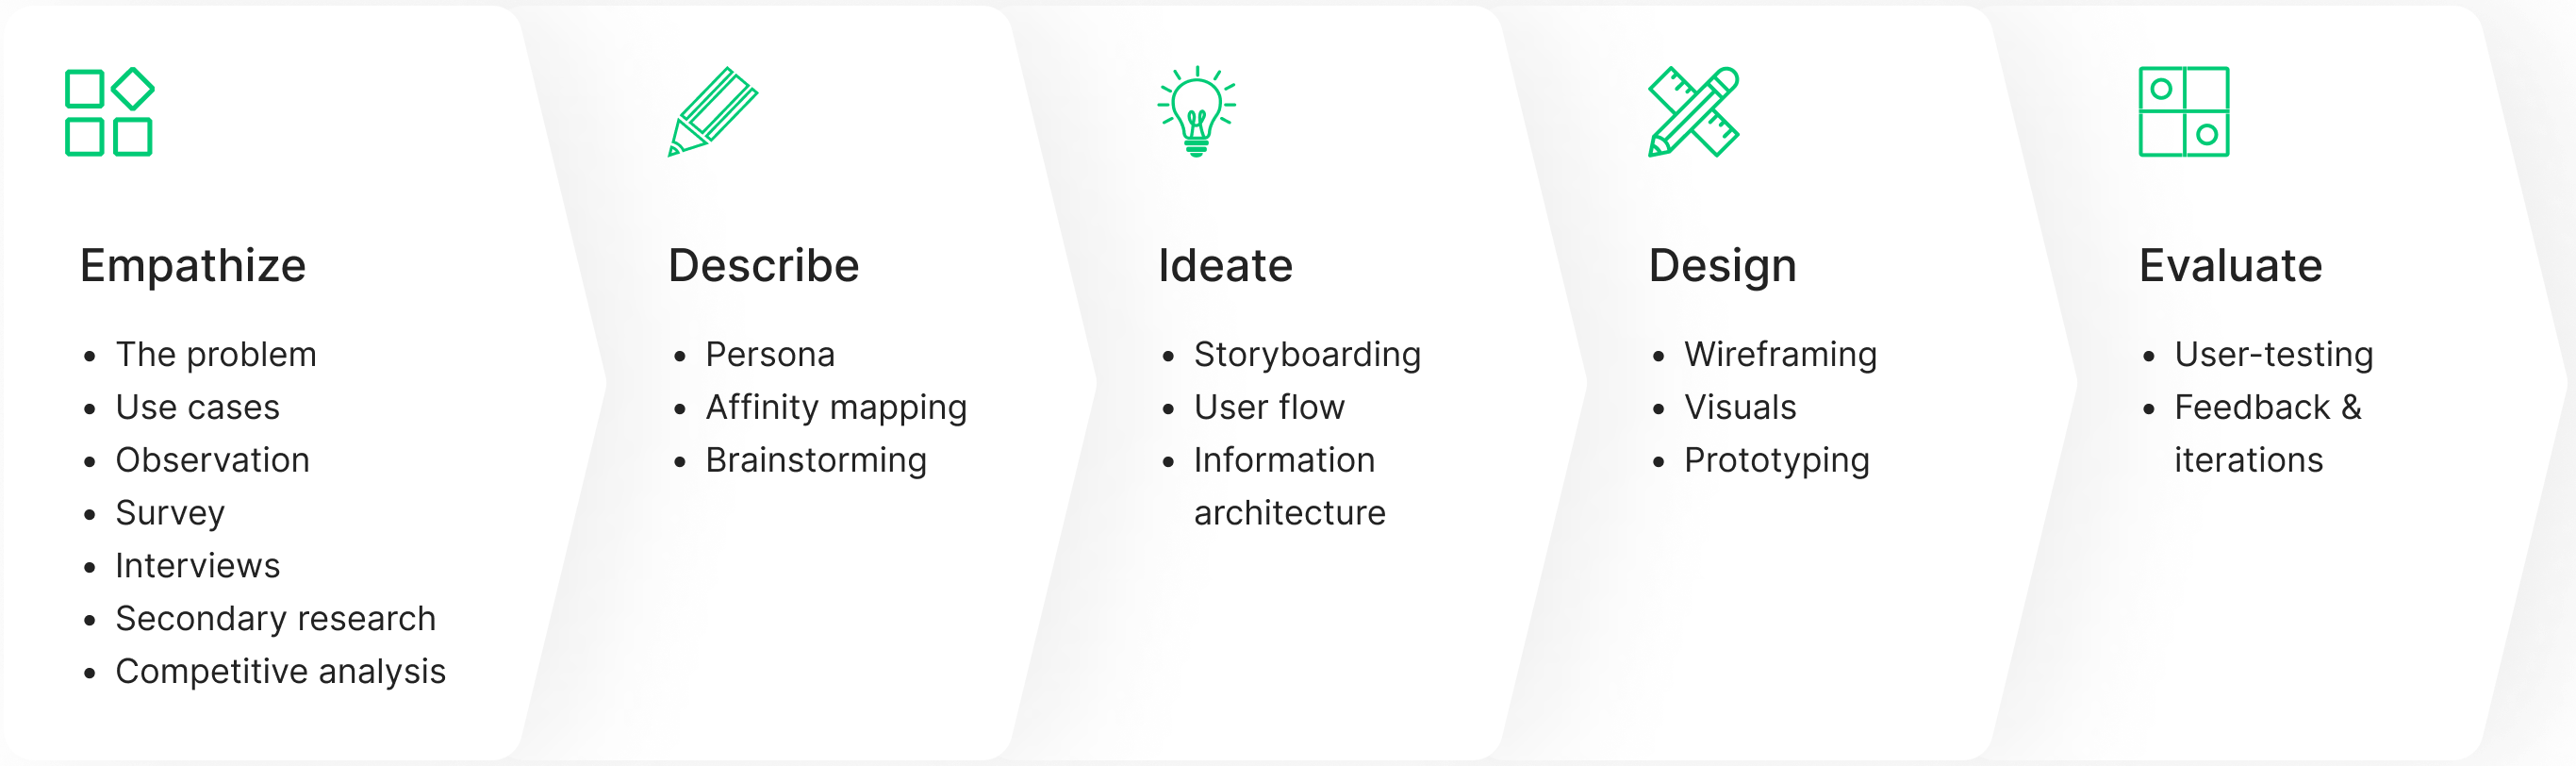 Empathize
• The problem
• Use cases
• Observation
• Survey
• Interviews
• Secondary research
• Competitive analysis
Describe
• Persona
• Affinity mapping
• Brainstorming
Ideate
• Storyboarding
• User flow
• Information
architecture
Design
• Wireframing
• Visuals
• Prototyping
Evaluate
• User-testing
• Feedback &
iterations